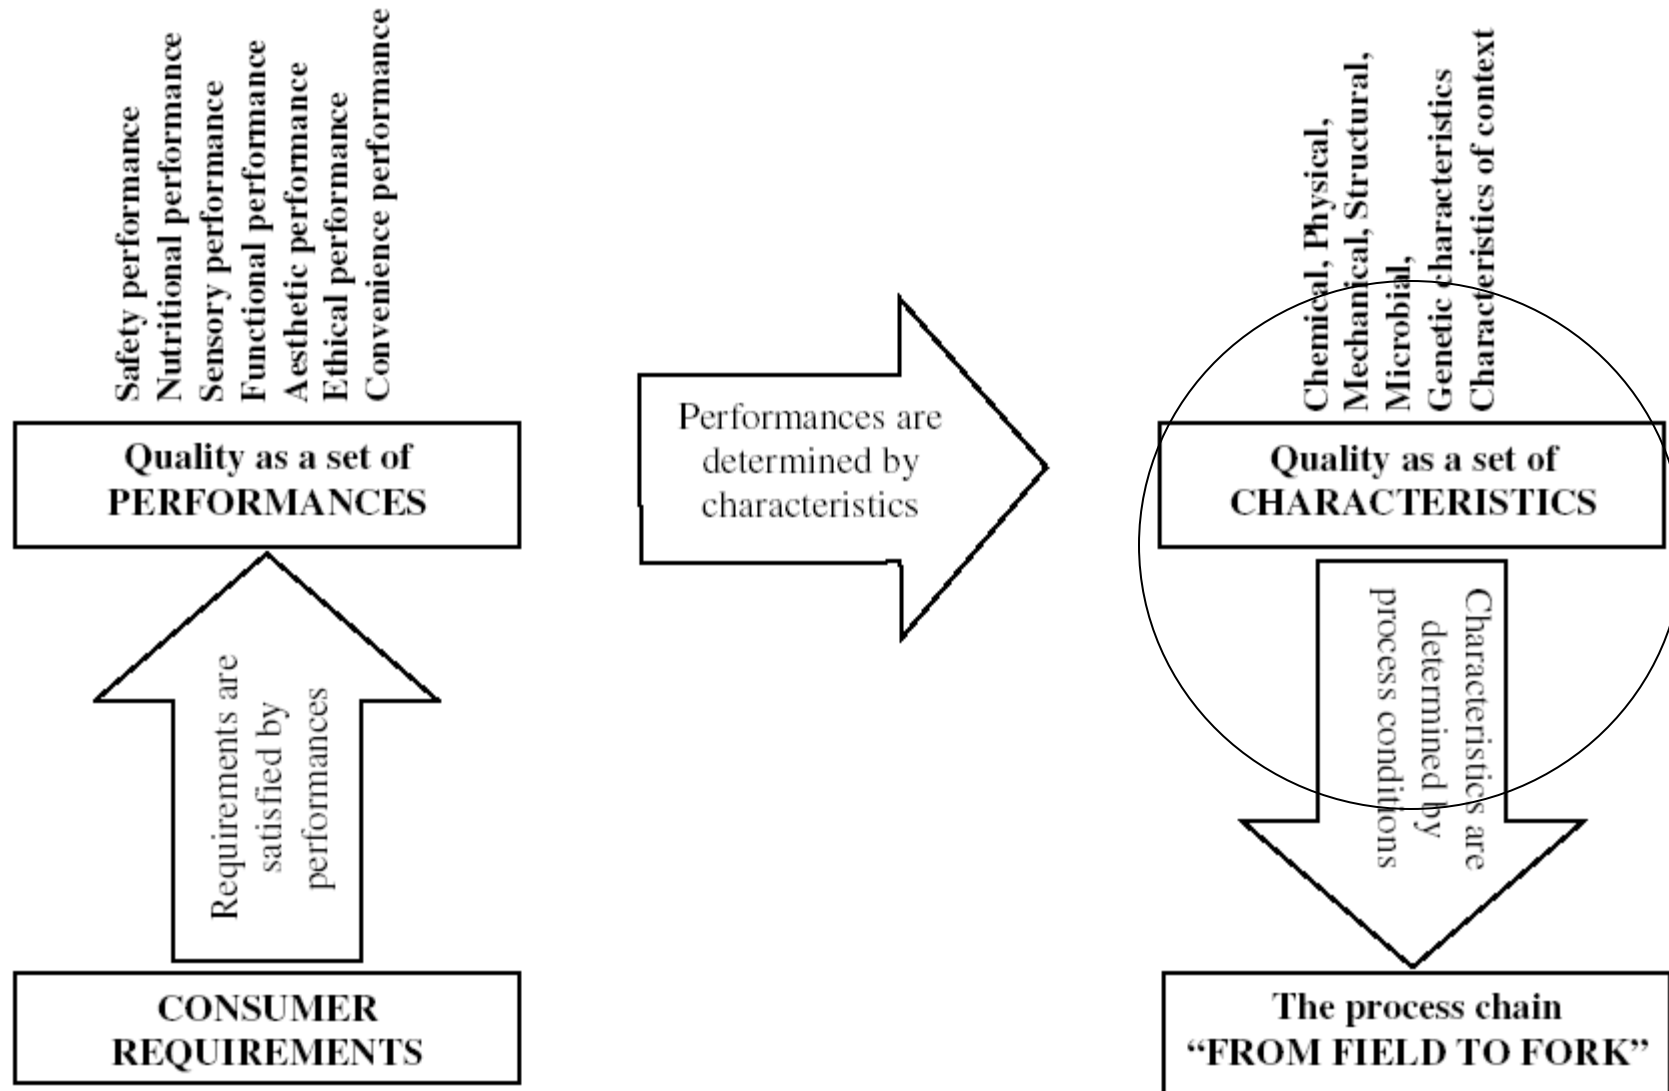 Safety performance
Nutritional performance
Sensory performance
Functional performance
Aesthetic performance
Ethical performance
Convenience performance
Quality as a set of
PERFORMANCES
Requirements are
satisfied by
performances
CONSUMER
REQUIREMENTS
Performances are
determined by
characteristics
Chemical, Physical,
Mechanical, Structural,
Microbial,
Genetic characteristics
Characteristics of context
Quality as a set of
CHARACTERISTICS
Characteristics are
determined by
process conditions
The process chain
“FROM FIELD TO FORK”